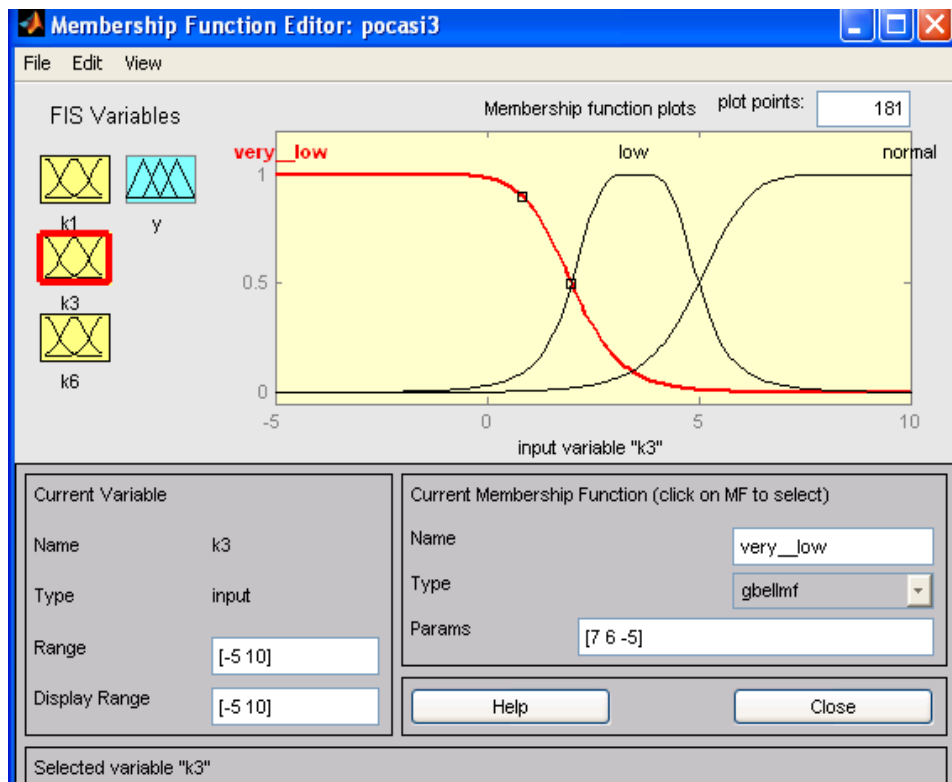 Membership Function Editor: pocasi3
File Edit View
FIS Variables
Membership function plots plot points: 181
very__low low normal
k1 y
k3
k6
1
0.5
0
-5 0 5 10
input variable "k3"
Current Variable
Name k3
Type input
Range [-5 10]
Display Range [-5 10]
Current Membership Function (click on MF to select)
Name very__low
Type gbellmf
Params [7 6 -5]
Help Close
Selected variable "k3"